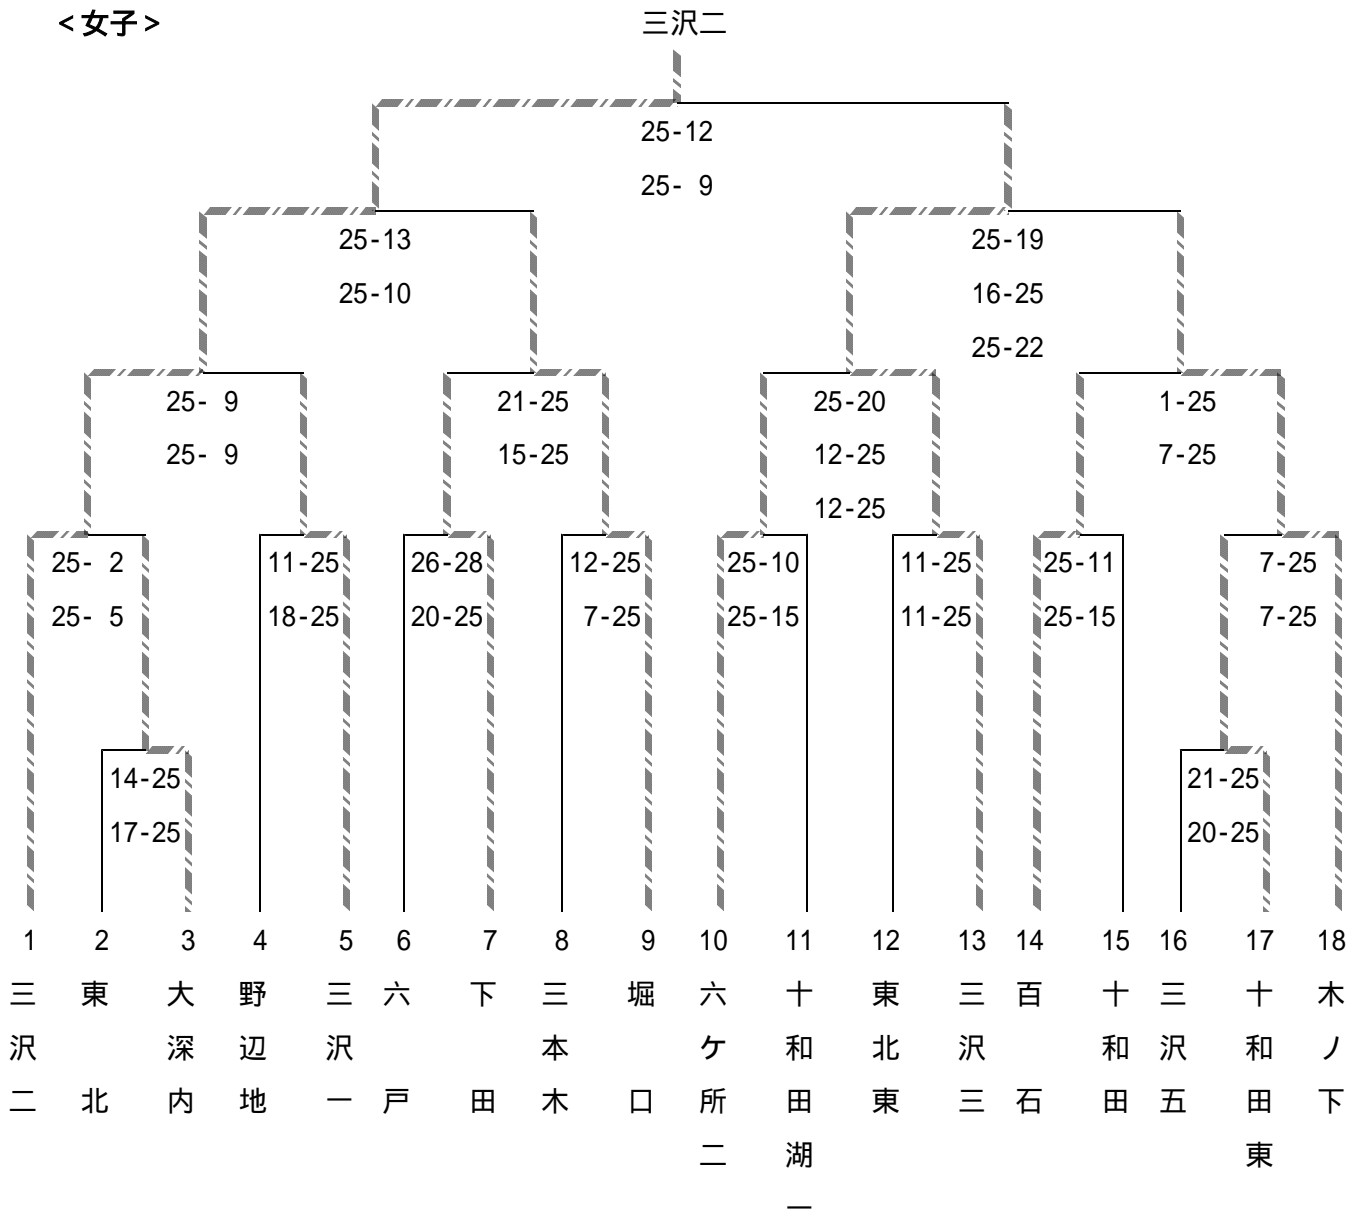 ＜女子＞
三沢二
25-12
25- 9
25-13
25-10
25-19
16-25
25-22
25- 9
25- 9
21-25
15-25
25-20
12-25
12-25
1-25
7-25
25- 2
25- 5
11-25
18-25
26-28
20-25
12-25
7-25
25-10
25-15
11-25
11-25
25-11
25-15
7-25
7-25
14-25
17-25
21-25
20-25
1
三沢二
2
東北
3
大深内
4
野辺地
5
三沢一
6
六戸
7
下田
8
三本木
9
堀口
10
六ケ所二
11
十和田湖一
12
東北東
13
三沢三
14
百石
15
十和田
16
三沢五
17
十和田東
18
木ノ下